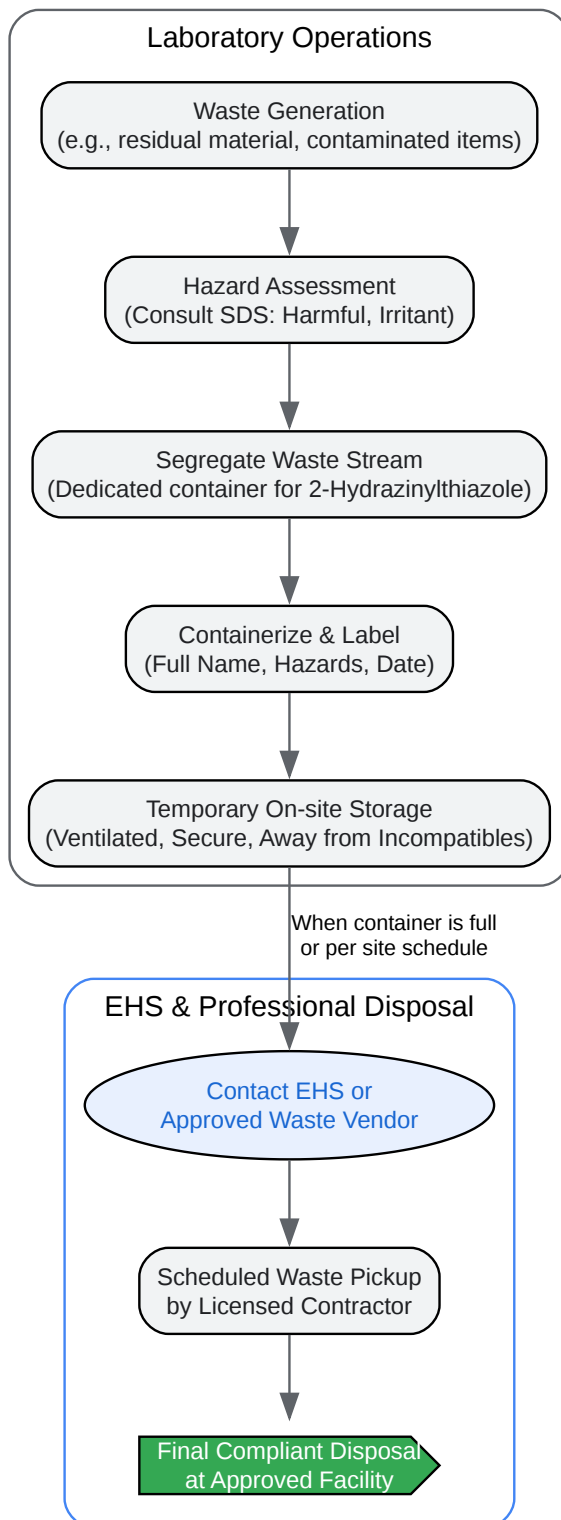 Laboratory Operations
Waste Generation
(e.g., residual material, contaminated items)
Hazard Assessment
(Consult SDS: Harmful, Irritant)
Segregate Waste Stream
(Dedicated container for 2-Hydrazinylthiazole)
Containerize & Label
(Full Name, Hazards, Date)
Temporary On-site Storage
(Ventilated, Secure, Away from Incompatibles)
When container is full
or per site schedule
EHS & Professional Disposal
Contact EHS or
Approved Waste Vendor
Scheduled Waste Pickup
by Licensed Contractor
Final Compliant Disposal
at Approved Facility